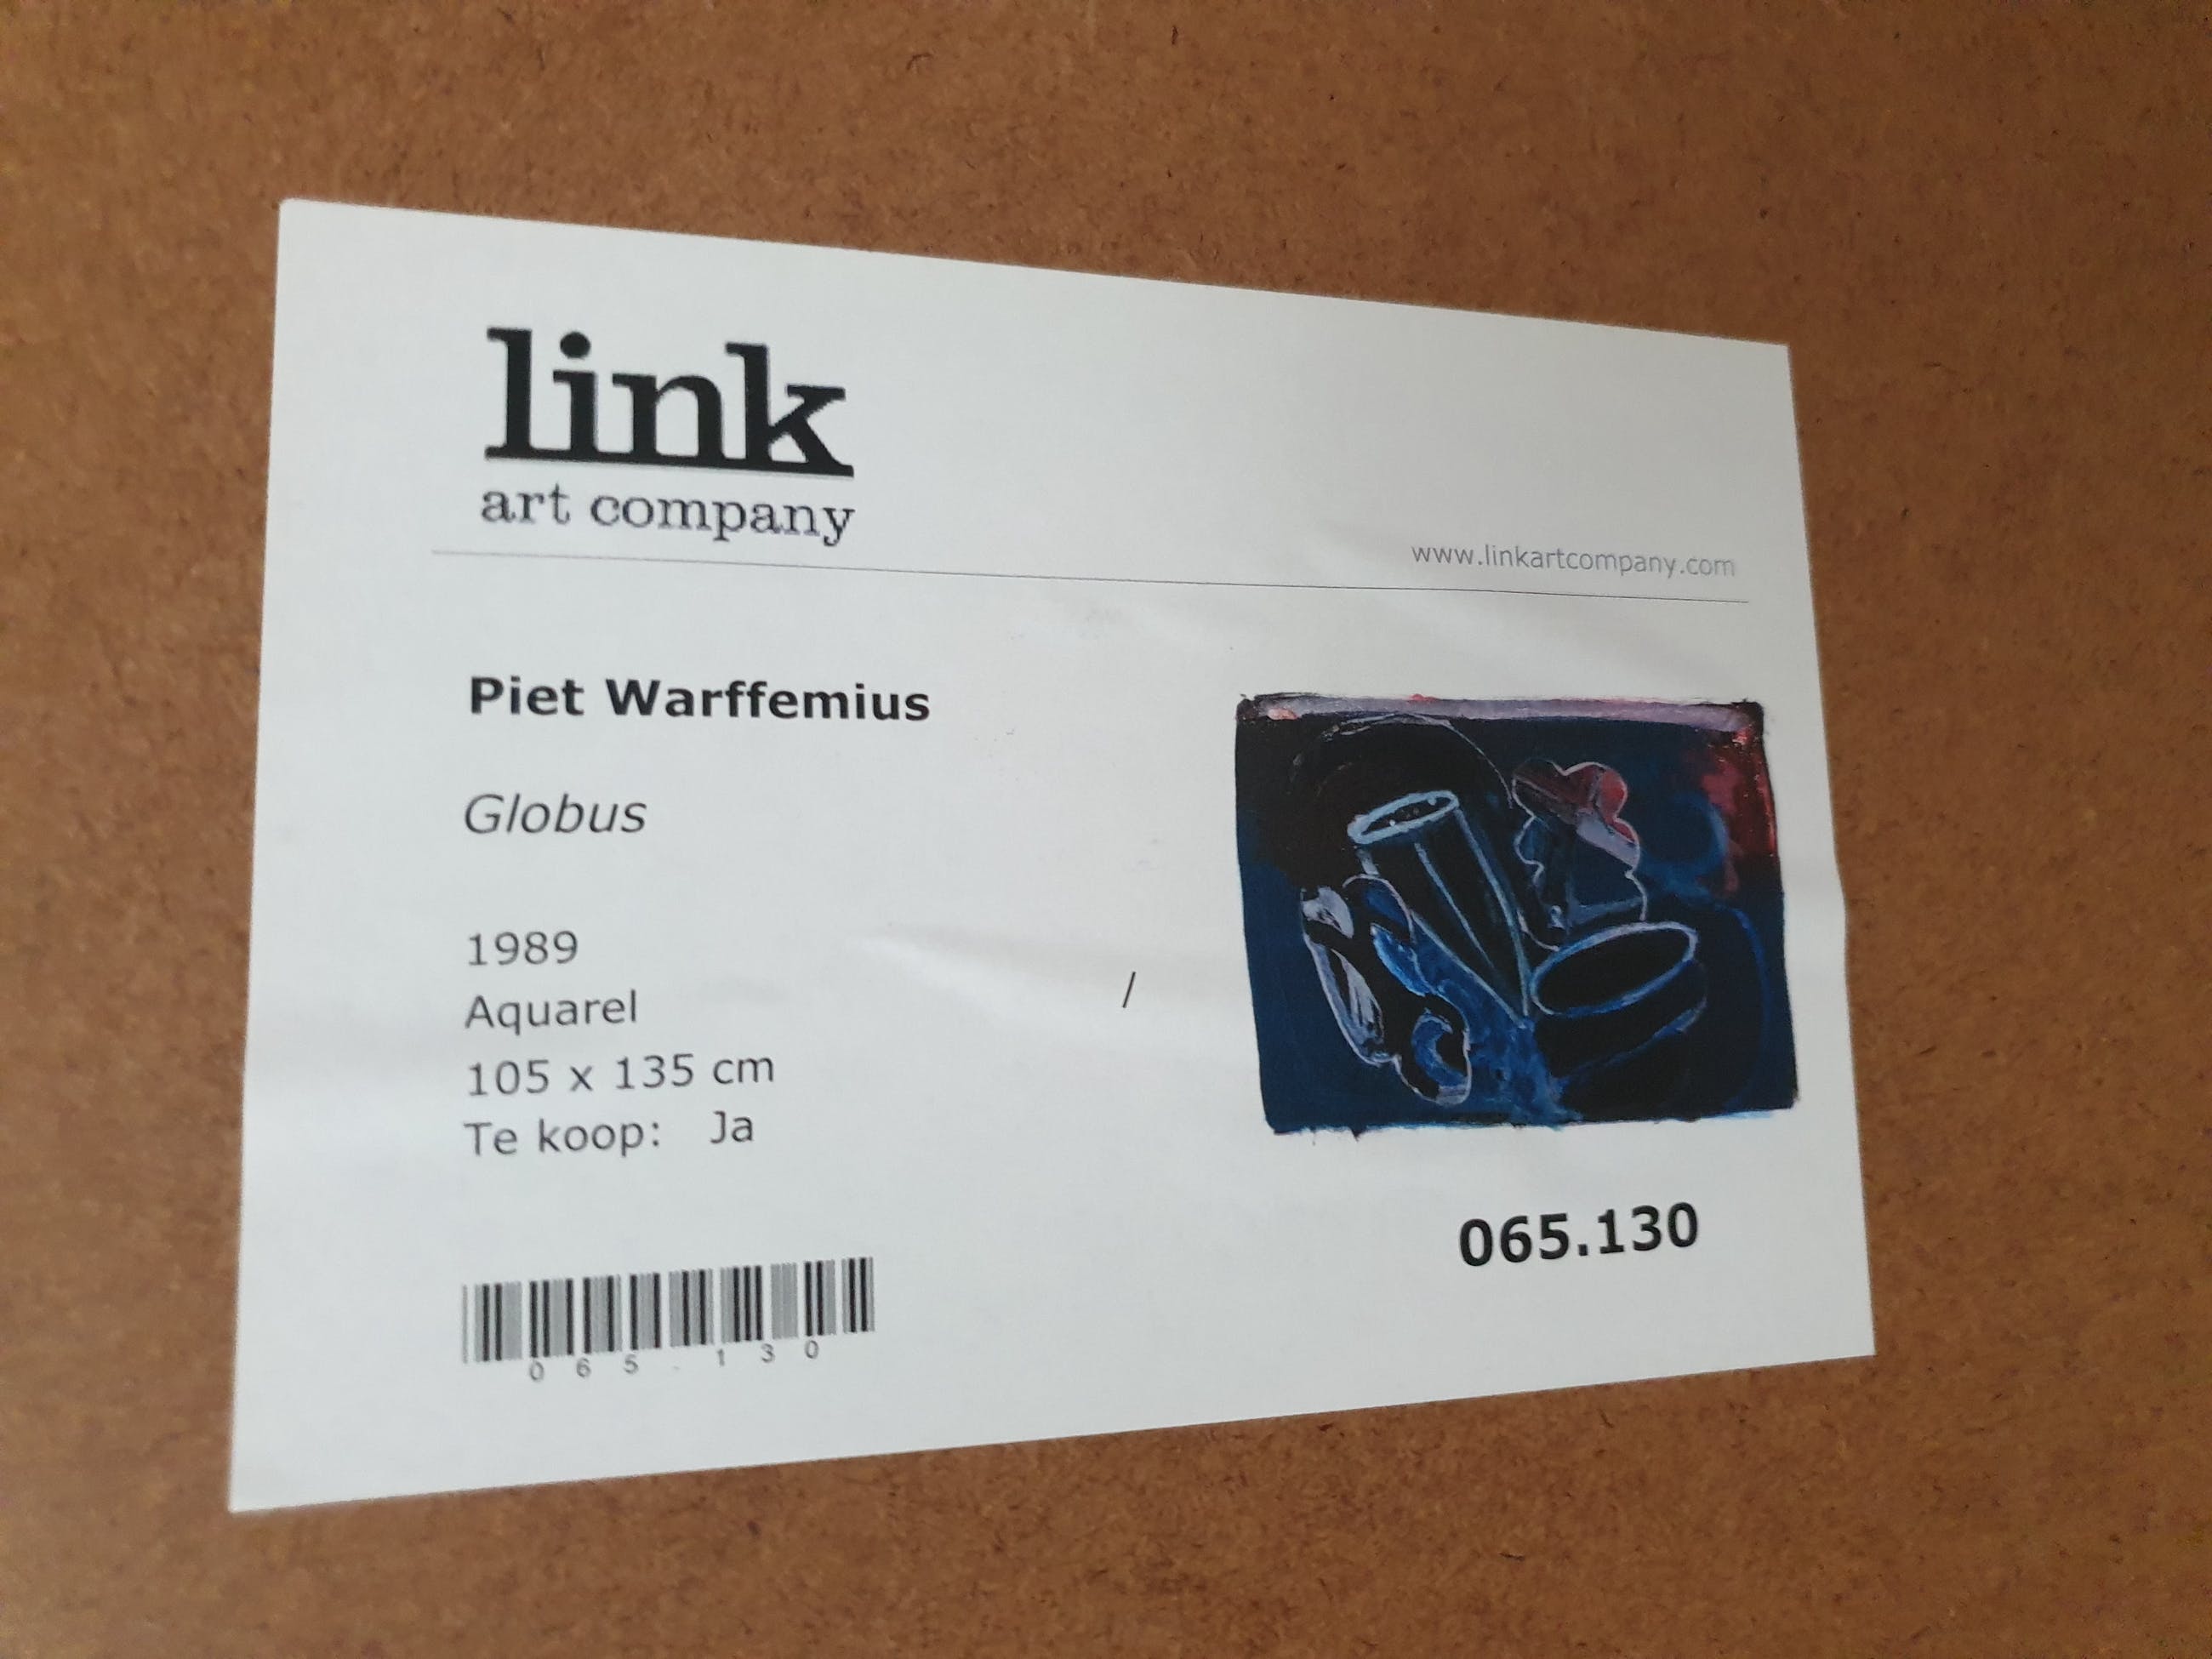 link
art company
www.linkartcompany.com
Piet Warffemius
Globus
1989
Aquarel
/
105 x 135 cm
Te koop: Ja
065.130
065.130